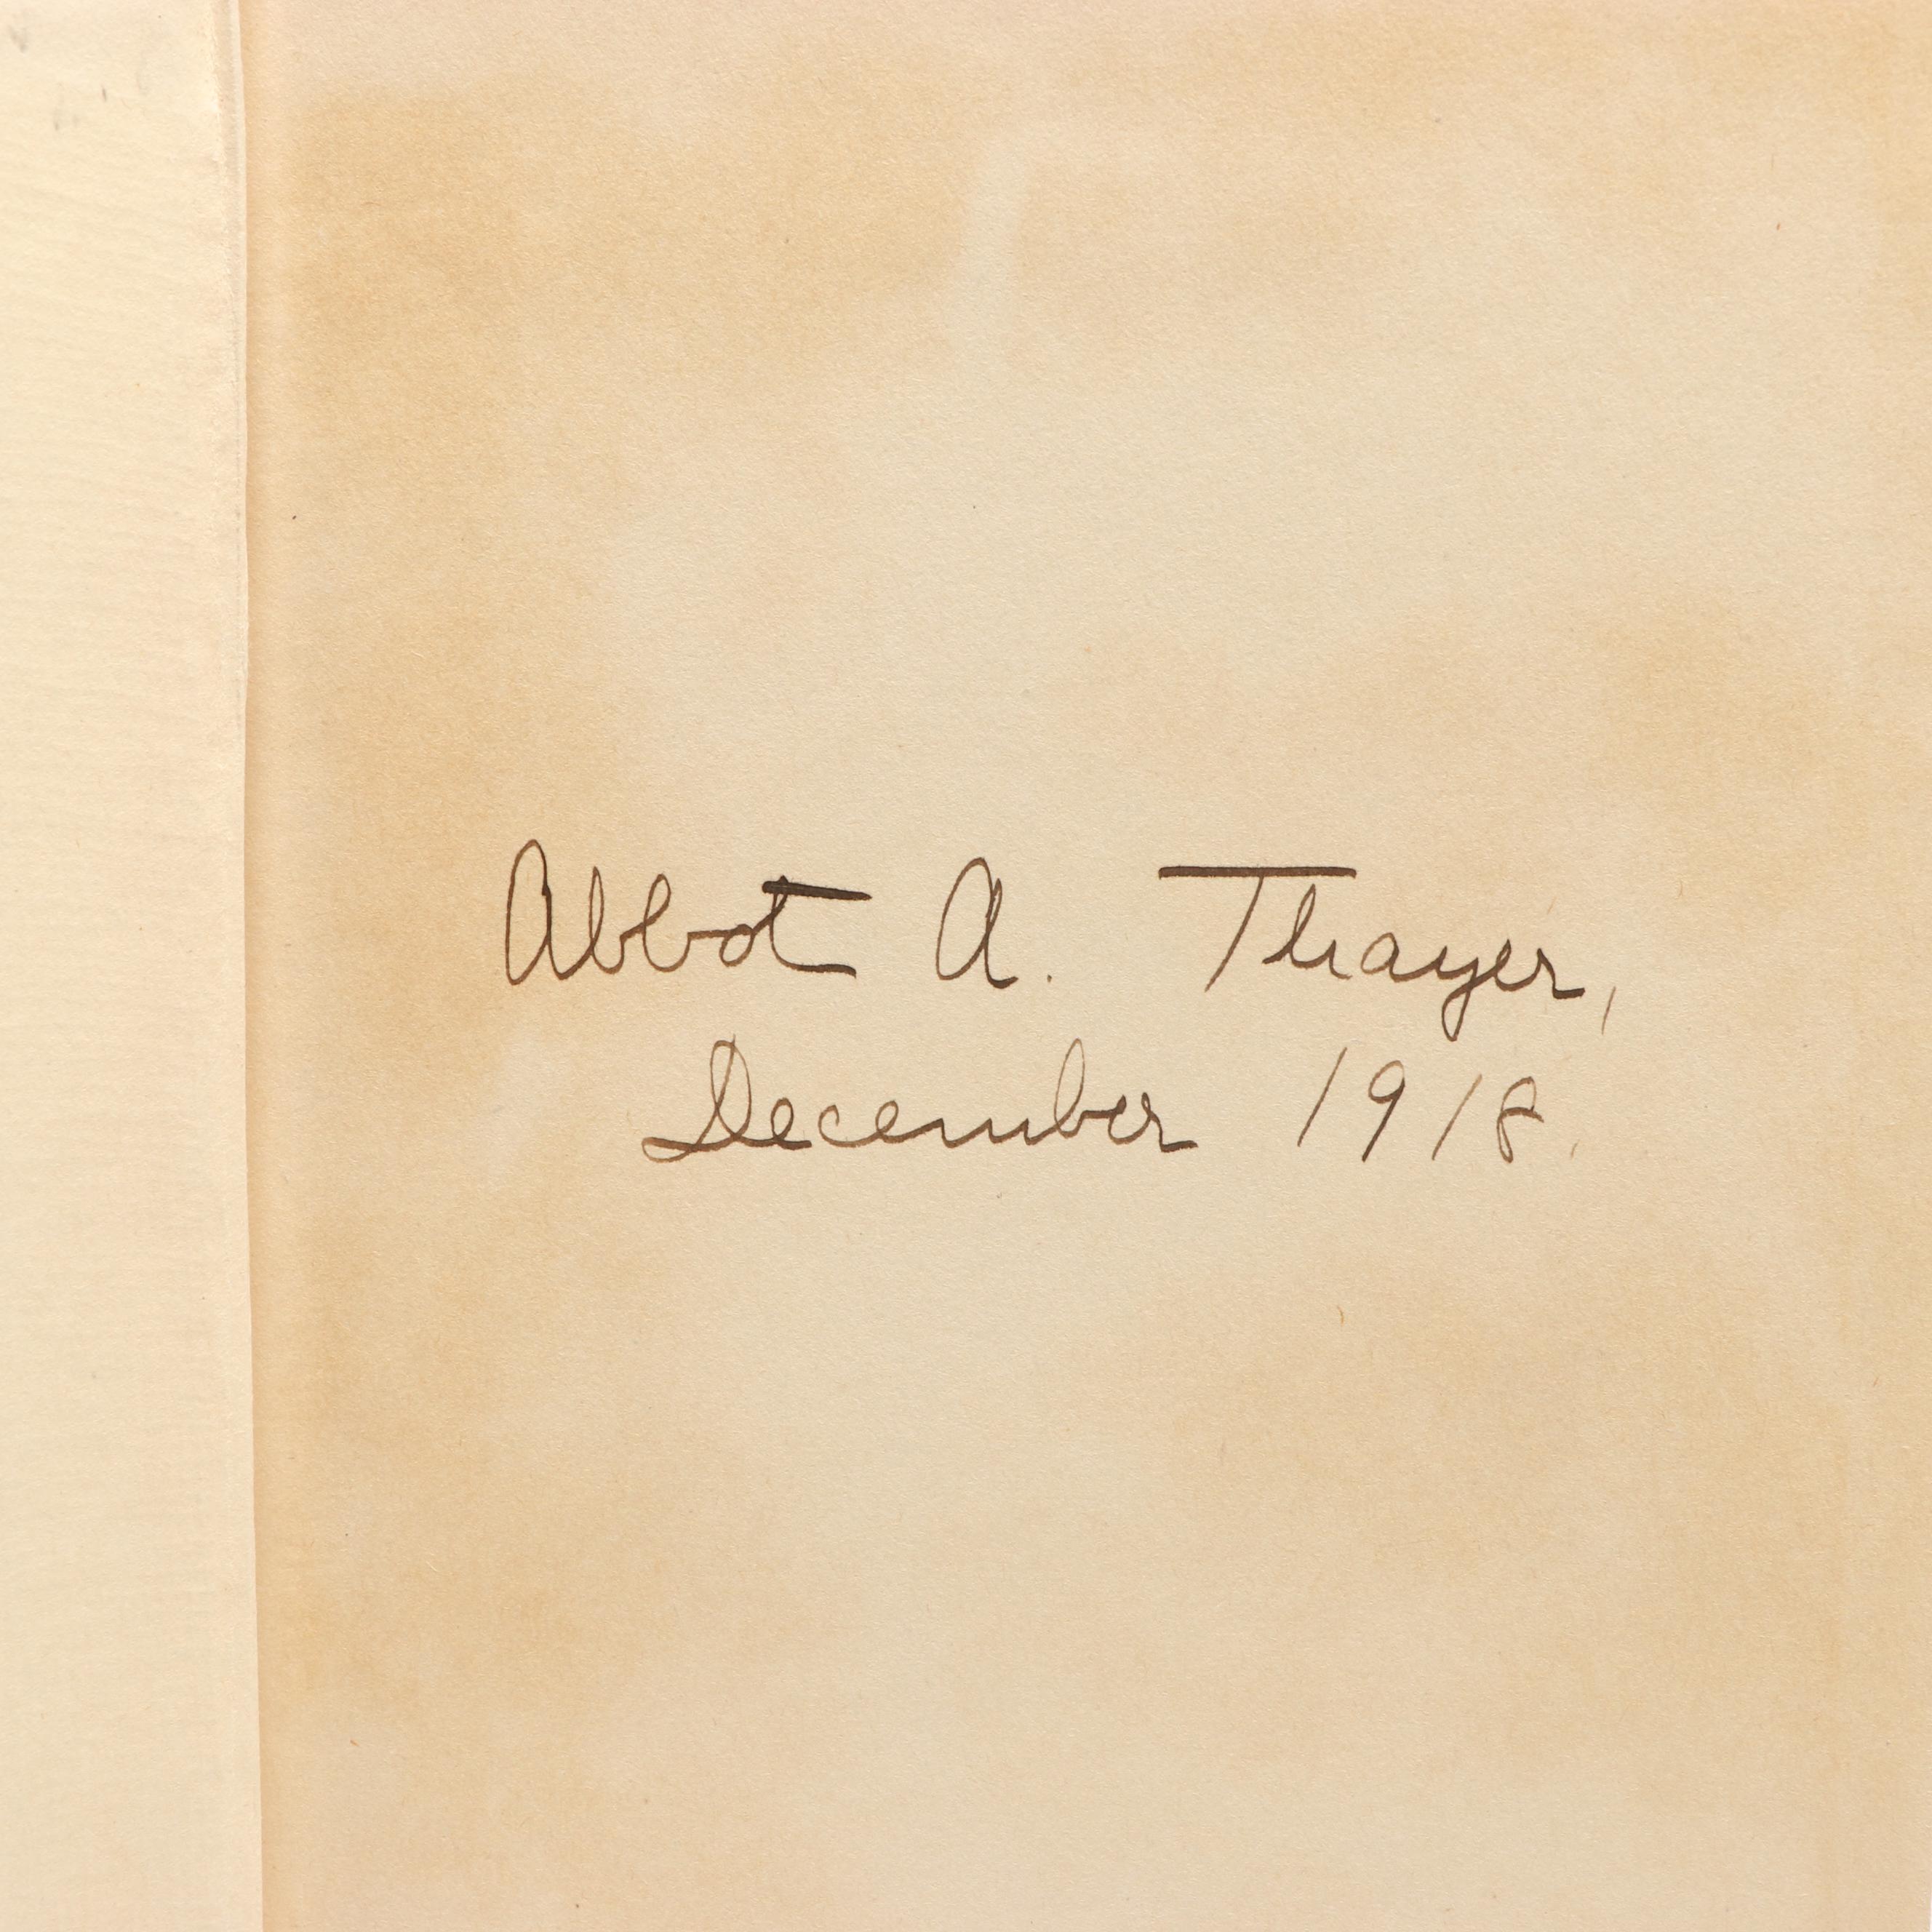 Abbot A. Thayer,
December 1918.